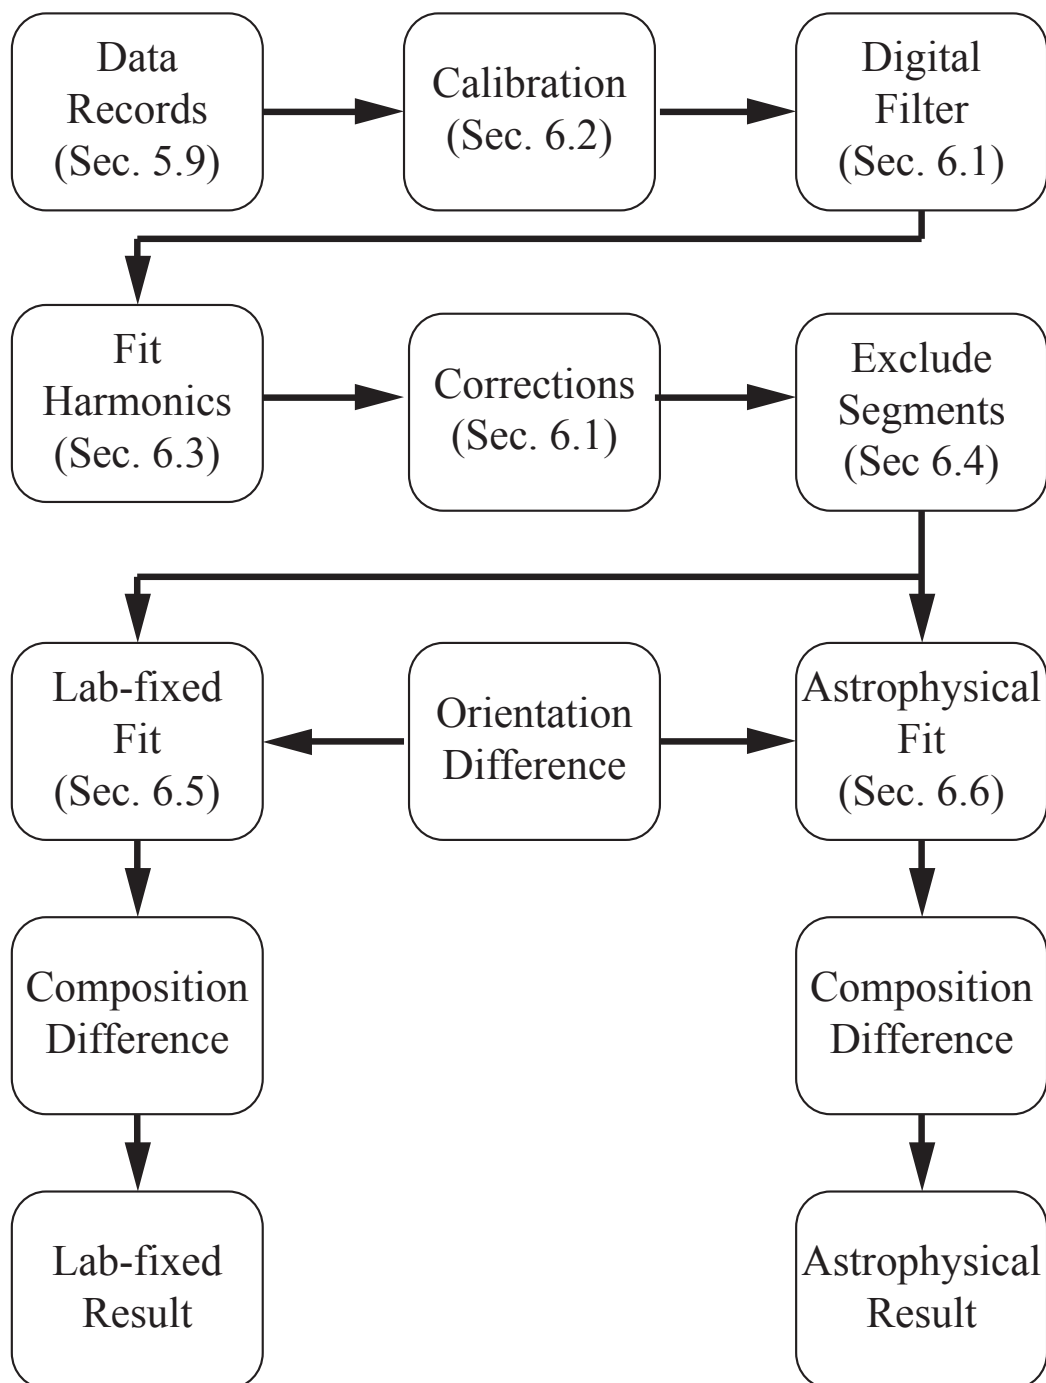 Data
Records
(Sec. 5.9)
Calibration
(Sec. 6.2)
Digital
Filter
(Sec. 6.1)
Fit
Harmonics
(Sec. 6.3)
Corrections
(Sec. 6.1)
Exclude
Segments
(Sec 6.4)
Lab-fixed
Fit
(Sec. 6.5)
Orientation
Difference
Astrophysical
Fit
(Sec. 6.6)
Composition
Difference
Composition
Difference
Lab-fixed
Result
Astrophysical
Result